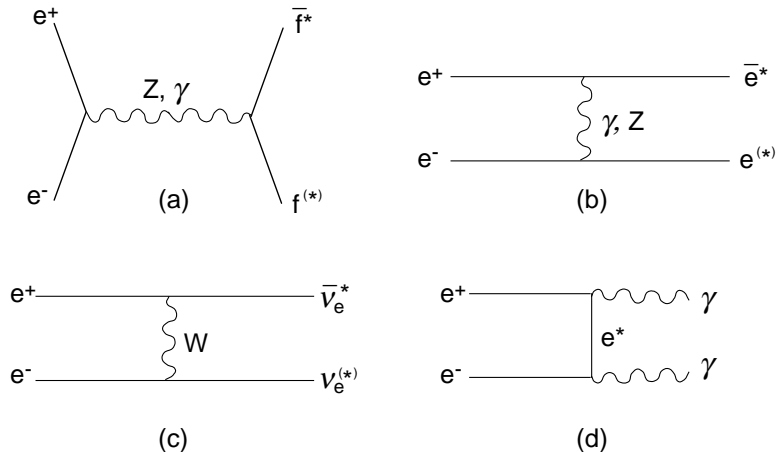 e+ f̅*
Z, γ
e- f(*)
(a)
e+ e̅*
γ, Z
e- e(*)
(b)
e+ ν̅e*
W
e- νe(*)
(c)
e+ γ
e*
e- γ
(d)